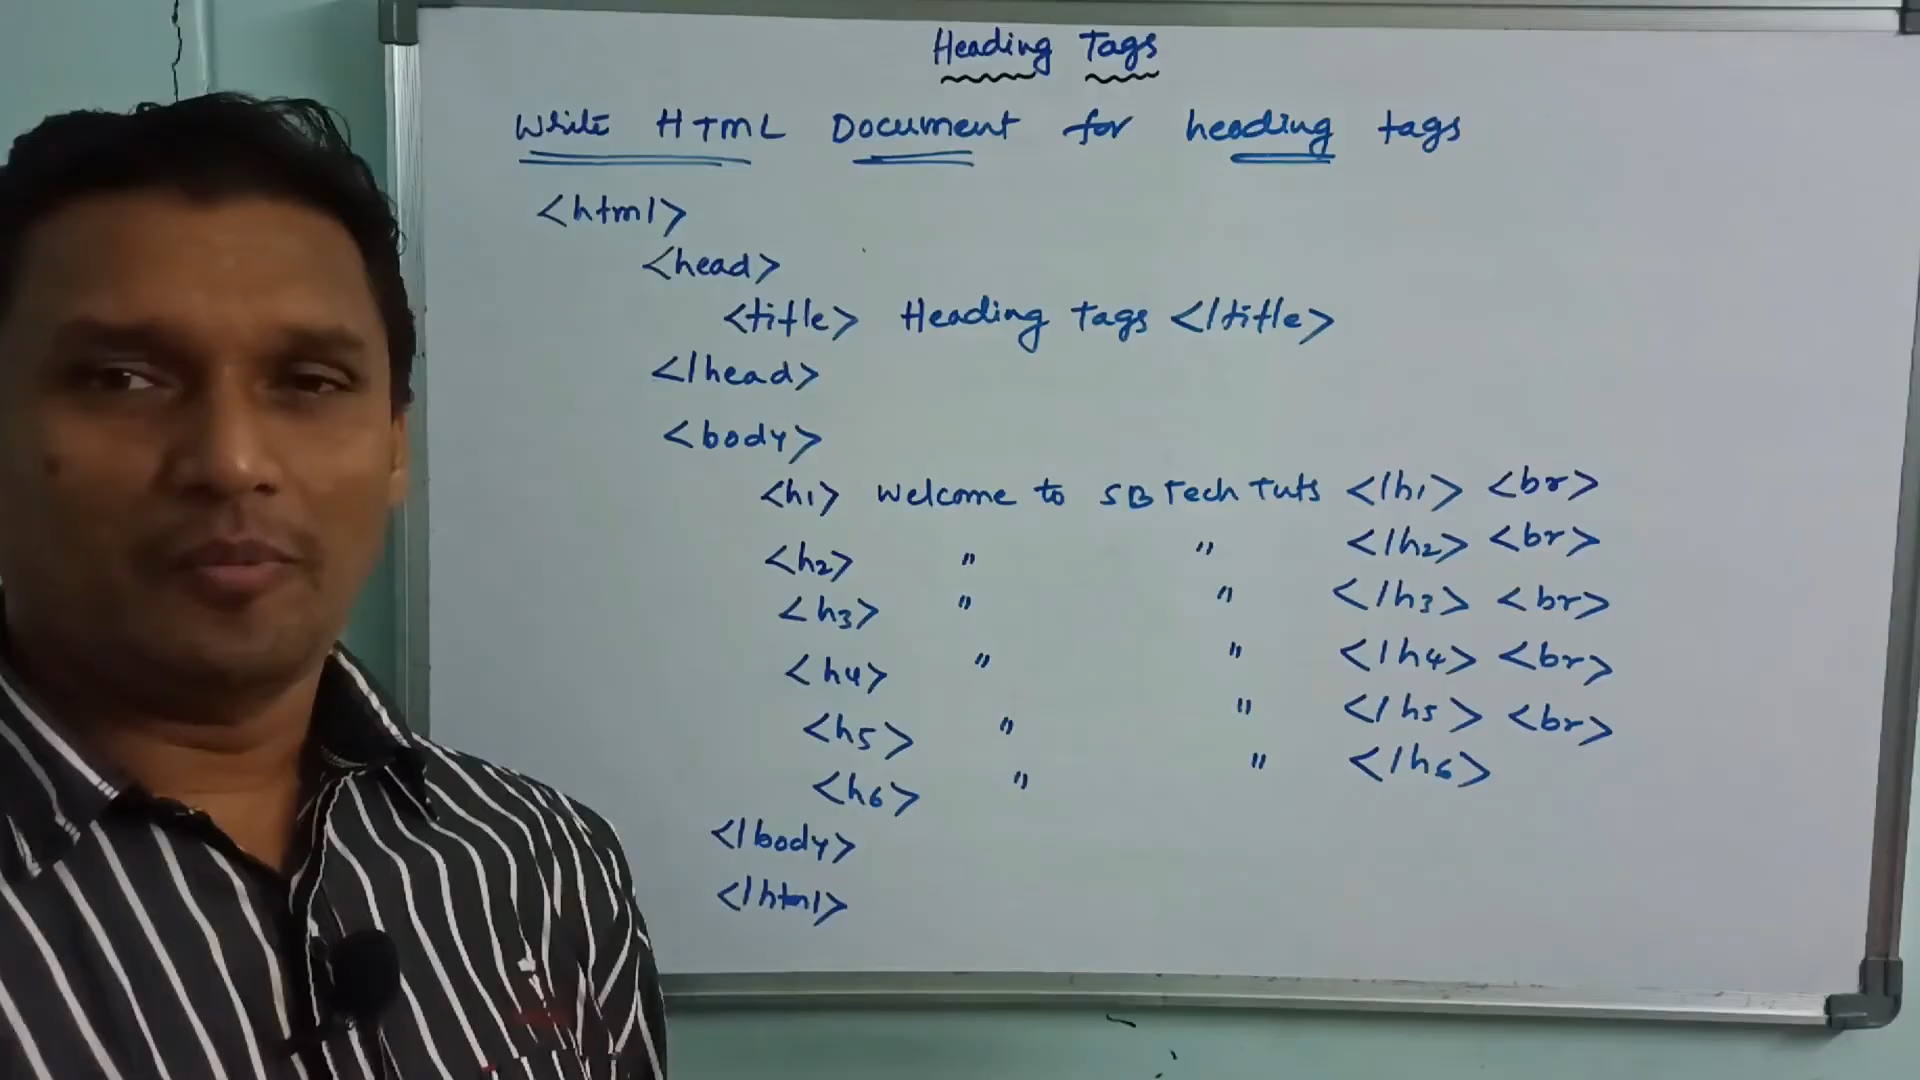 Heading Tags
Write HTML Document for heading tags
<html>
<head>
<title> Heading Tags </title>
</head>
<body>
<h1> Welcome to SB Tech Tuts </h1> <br>
<h2> " " </h2> <br>
<h3> " " </h3> <br>
<h4> " " </h4> <br>
<h5> " " </h5> <br>
<h6> " " </h6>
</body>
</html>